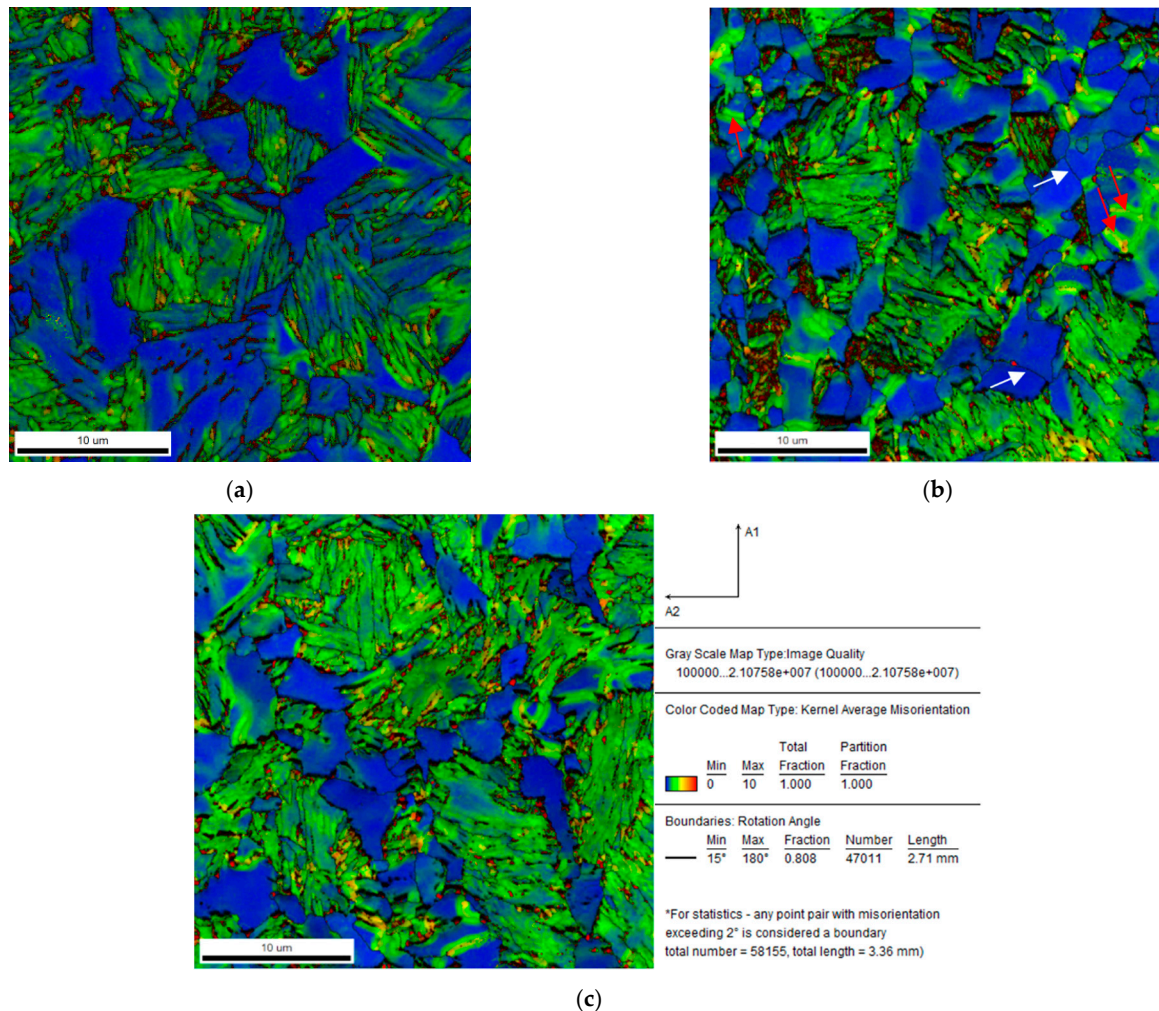 10 um
(a)
10 um
(b)
10 um
(c)
A1
A2
Gray Scale Map Type:Image Quality
100000...2.10758e+007 (100000...2.10758e+007)
Color Coded Map Type: Kernel Average Misorientation
Total Partition
Min Max Fraction Fraction
0 10 1.000 1.000
Boundaries: Rotation Angle
Min Max Fraction Number Length
15° 180° 0.808 47011 2.71 mm
*For statistics - any point pair with misorientation
exceeding 2° is considered a boundary
total number = 58155, total length = 3.36 mm)